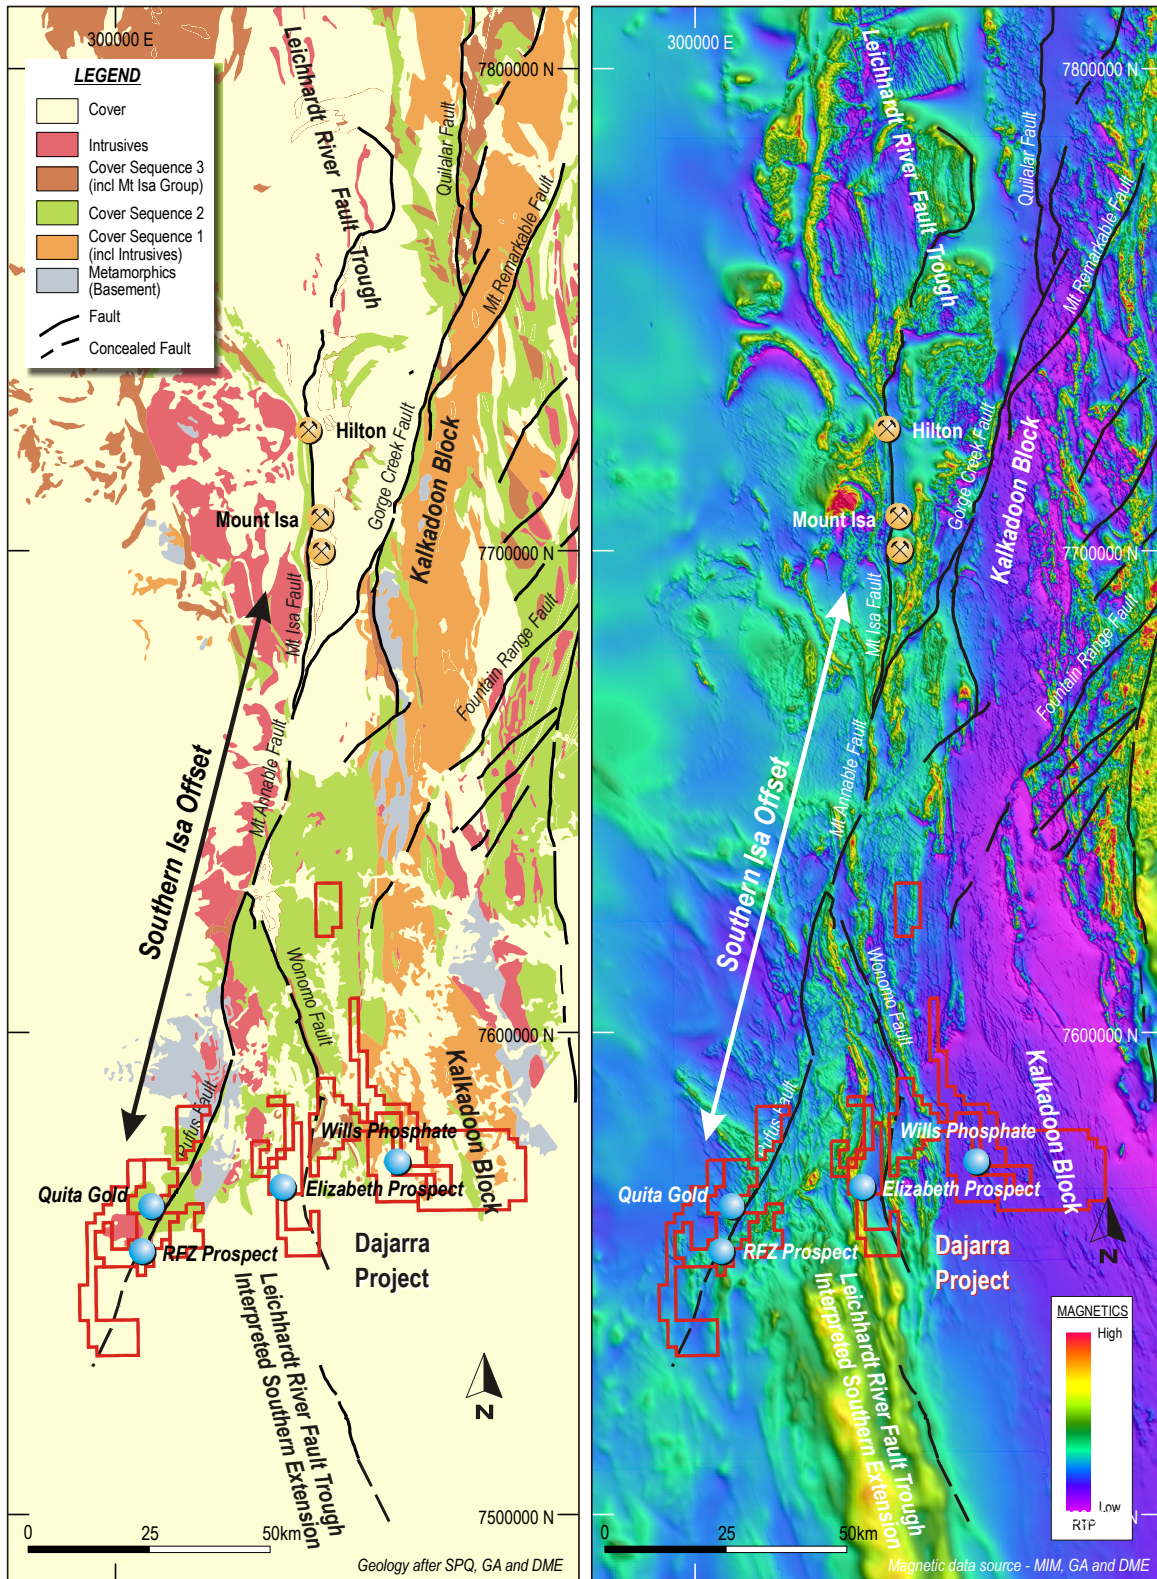 300000 E
7800000 N
LEGEND
Cover
Intrusives
Cover Sequence 3
(incl Mt Isa Group)
Cover Sequence 2
Cover Sequence 1
(incl Intrusives)
Metamorphics
(Basement)
Fault
Concealed Fault
Leichhardt River Fault Trough
Quilalar Fault
Mt Remarkable Fault
Hilton
Gorge Creek Fault
Kalkadoon Block
Mount Isa
7700000 N
Mt Isa Fault
Fountain Range Fault
Mt Annable Fault
Southern Isa Offset
Wonomo Fault
7600000 N
Kalkadoon Block
Rufus Fault
Wills Phosphate
Quita Gold
Elizabeth Prospect
RFZ Prospect
Dajarra
Project
Leichhardt River Fault Trough
Interpreted Southern Extension
N
7500000 N
0
25
50km
Geology after SPQ, GA and DME
300000 E
7800000 N
Leichhardt River Fault Trough
Quilalar Fault
Mt Remarkable Fault
Hilton
Gorge Creek Fault
Kalkadoon Block
Mount Isa
7700000 N
Mt Isa Fault
Fountain Range Fault
Mt Annable Fault
Southern Isa Offset
Wonomo Fault
7600000 N
Kalkadoon Block
Rufus Fault
Wills Phosphate
Quita Gold
Elizabeth Prospect
RFZ Prospect
Dajarra
Project
N
Leichhardt River Fault Trough
Interpreted Southern Extension
MAGNETICS
High
Low
RTP
0
25
50km
Magnetic data source - MIM, GA and DME